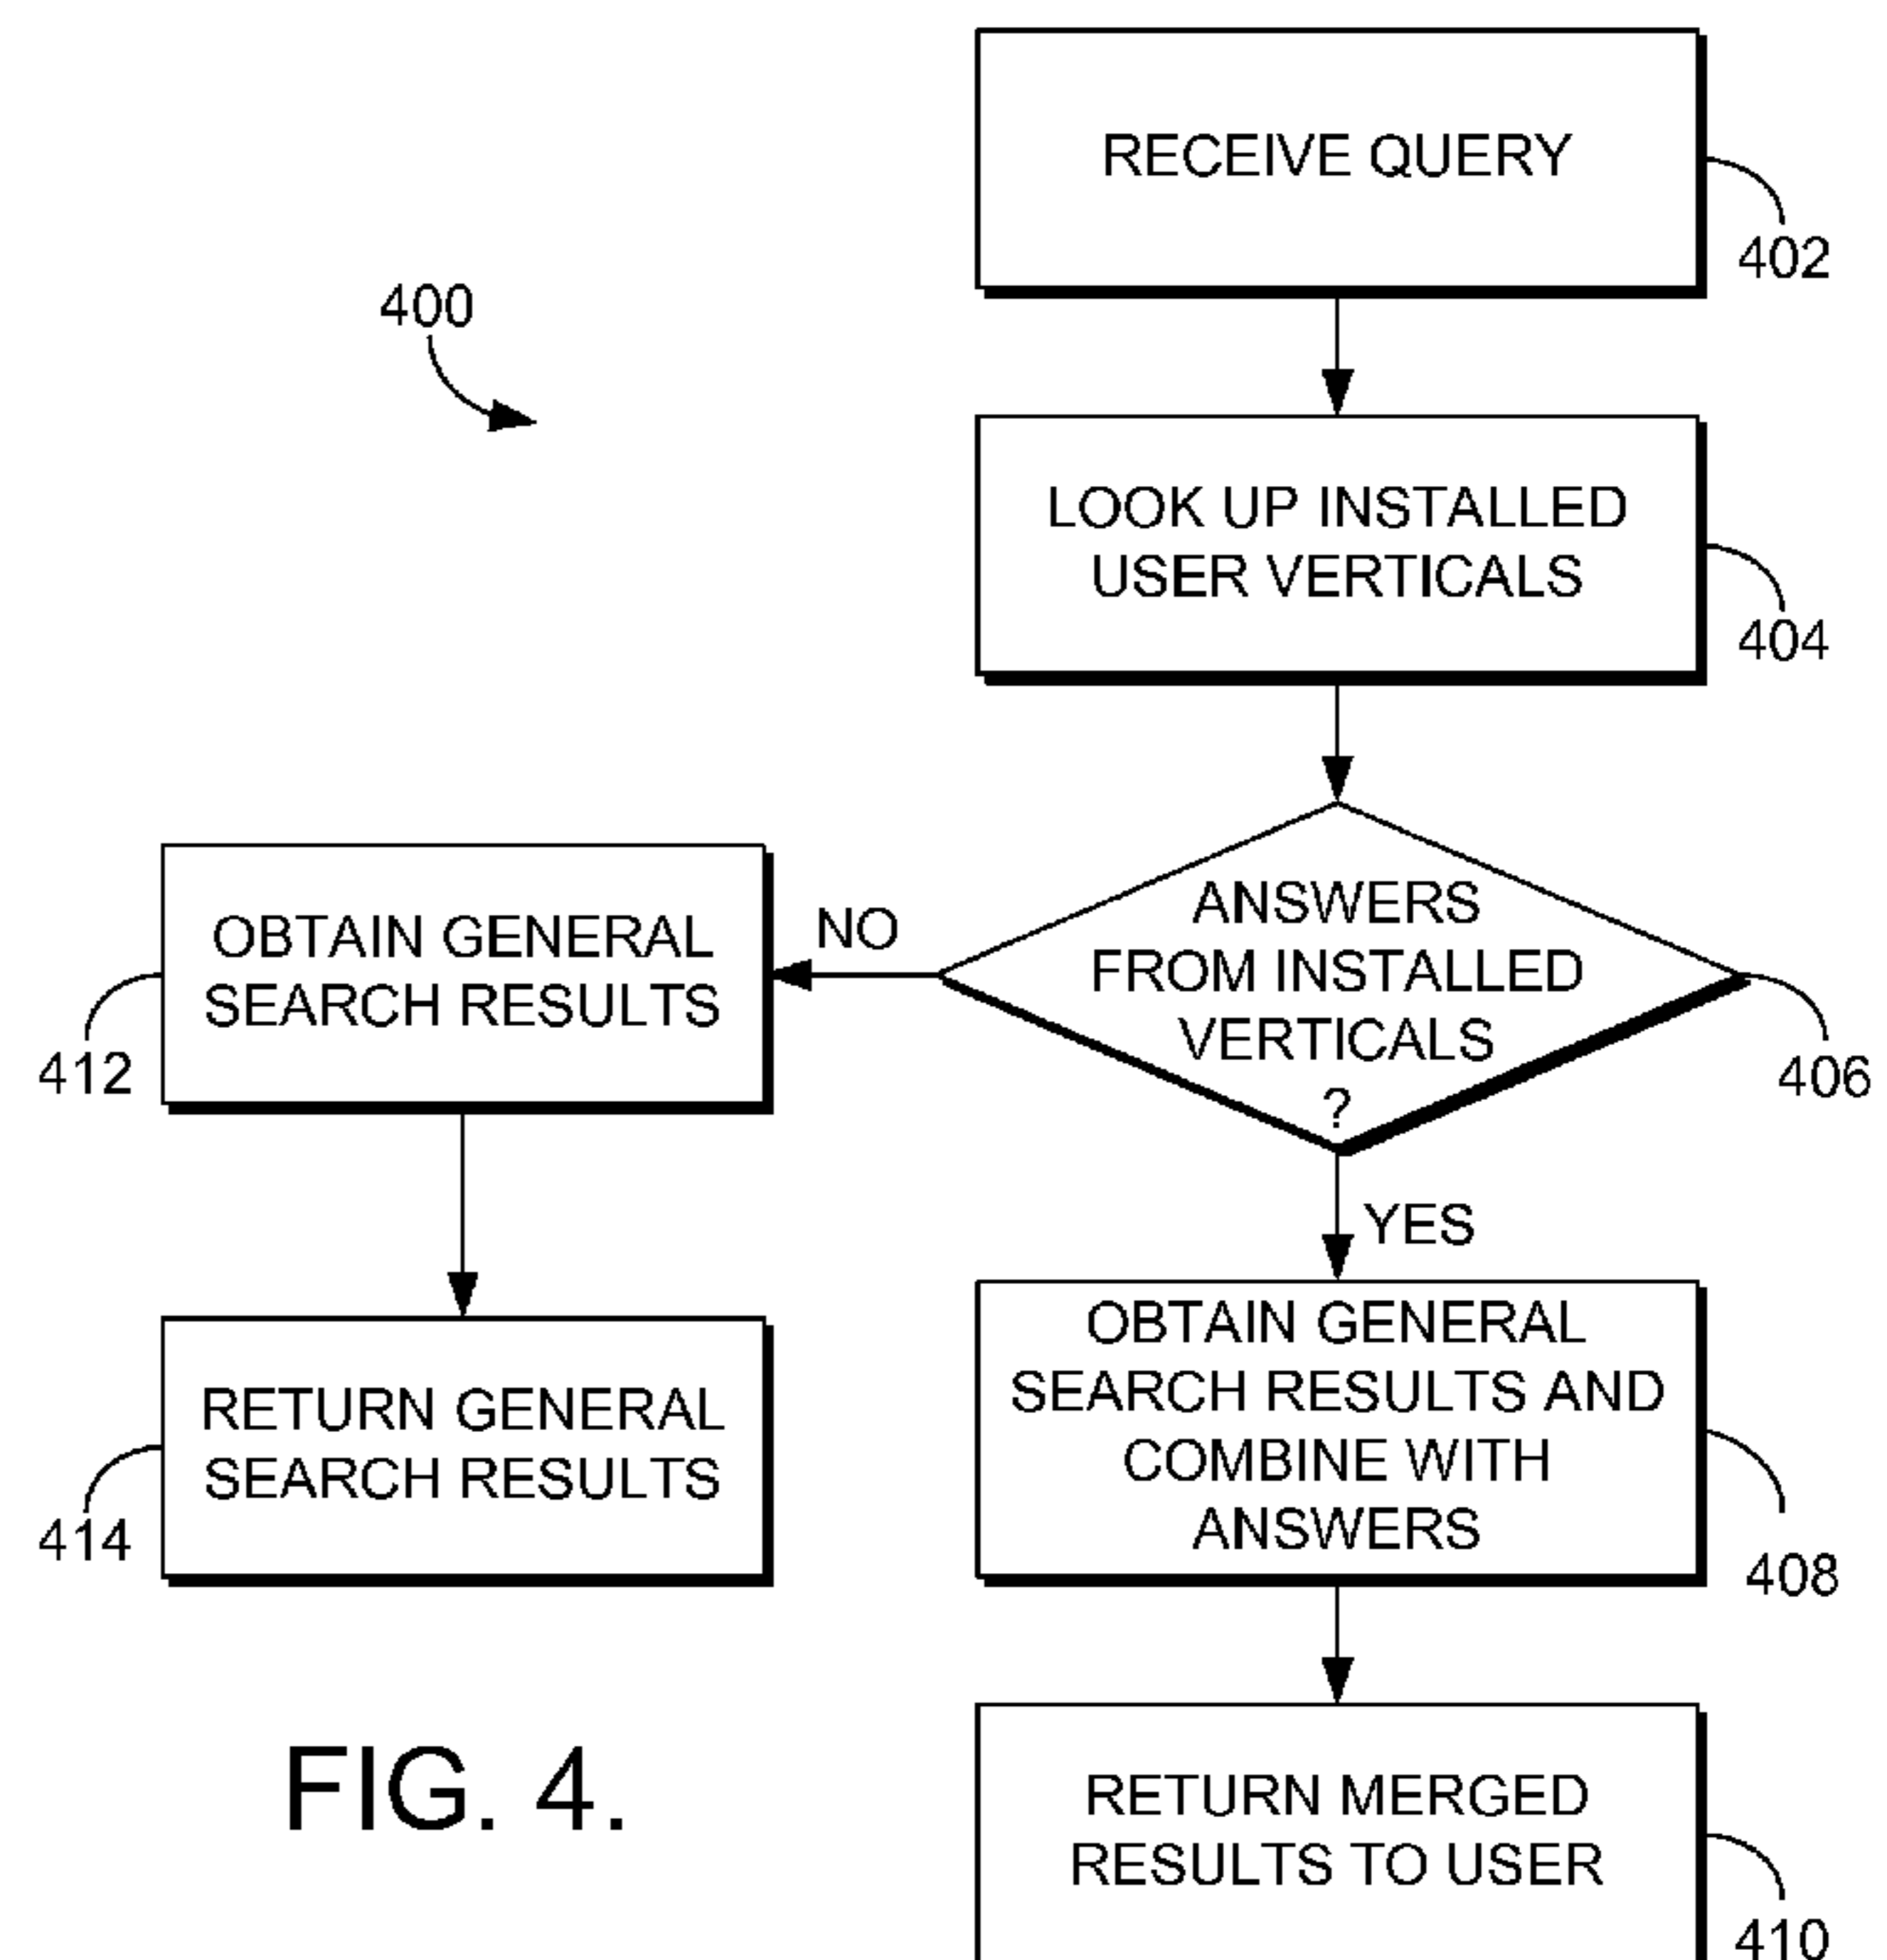 RECEIVE QUERY
402
400
LOOK UP INSTALLED
USER VERTICALS
404
ANSWERS
FROM INSTALLED
VERTICALS
?
406
NO
OBTAIN GENERAL
SEARCH RESULTS
412
YES
RETURN GENERAL
SEARCH RESULTS
414
OBTAIN GENERAL
SEARCH RESULTS AND
COMBINE WITH
ANSWERS
408
RETURN MERGED
RESULTS TO USER
410
FIG. 4.